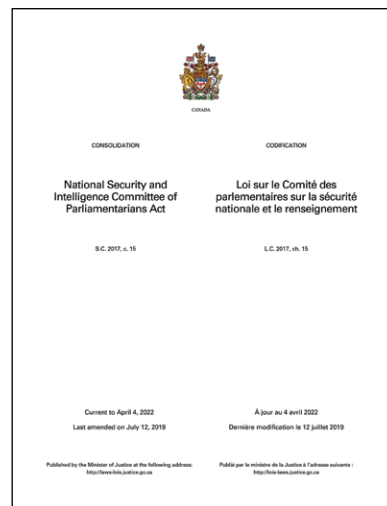 CANADA
CONSOLIDATION
National Security and
Intelligence Committee of
Parliamentarians Act
S.C. 2017, c. 15
Current to April 4, 2022
Last amended on July 12, 2019
Published by the Minister of Justice at the following address:
http://laws-lois.justice.gc.ca
CODIFICATION
Loi sur le Comité des
parlementaires sur la sécurité
nationale et le renseignement
L.C. 2017, ch. 15
À jour au 4 avril 2022
Dernière modification le 12 juillet 2019
Publié par le ministre de la Justice à l'adresse suivante :
http://lois-laws.justice.gc.ca